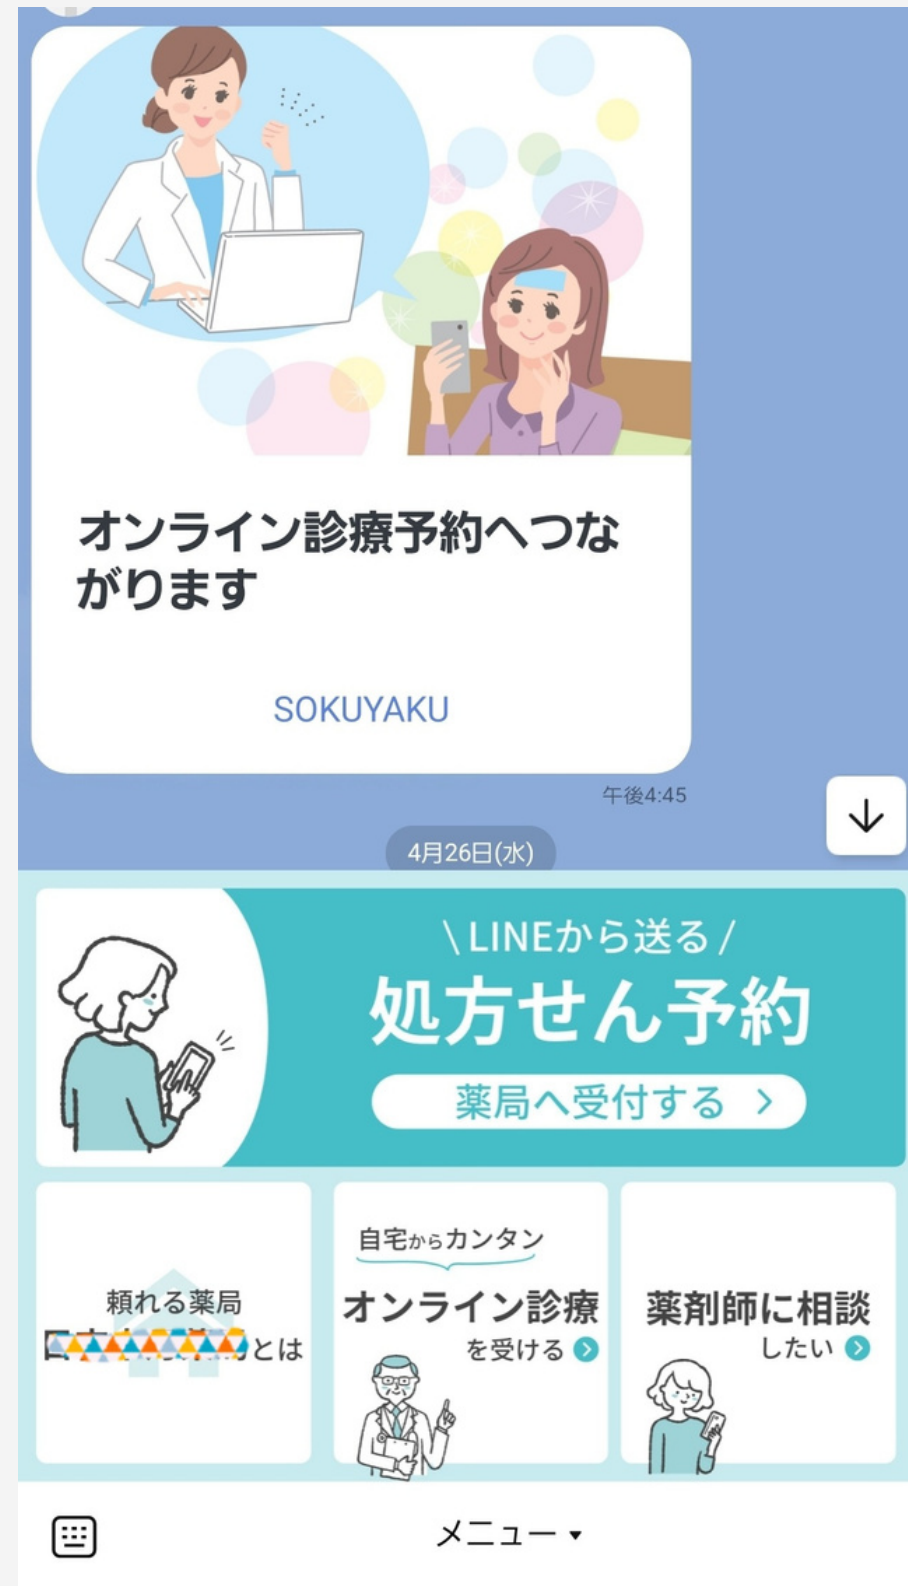 オンライン診療予約へつな
がります
SOKUYAKU
午後4:45
4月26日(水)
\ LINEから送る /
処方せん予約
薬局へ受付する >
頼れる薬局
とは
自宅からカンタン
オンライン診療
を受ける >
薬剤師に相談
したい >
メニュー ▾